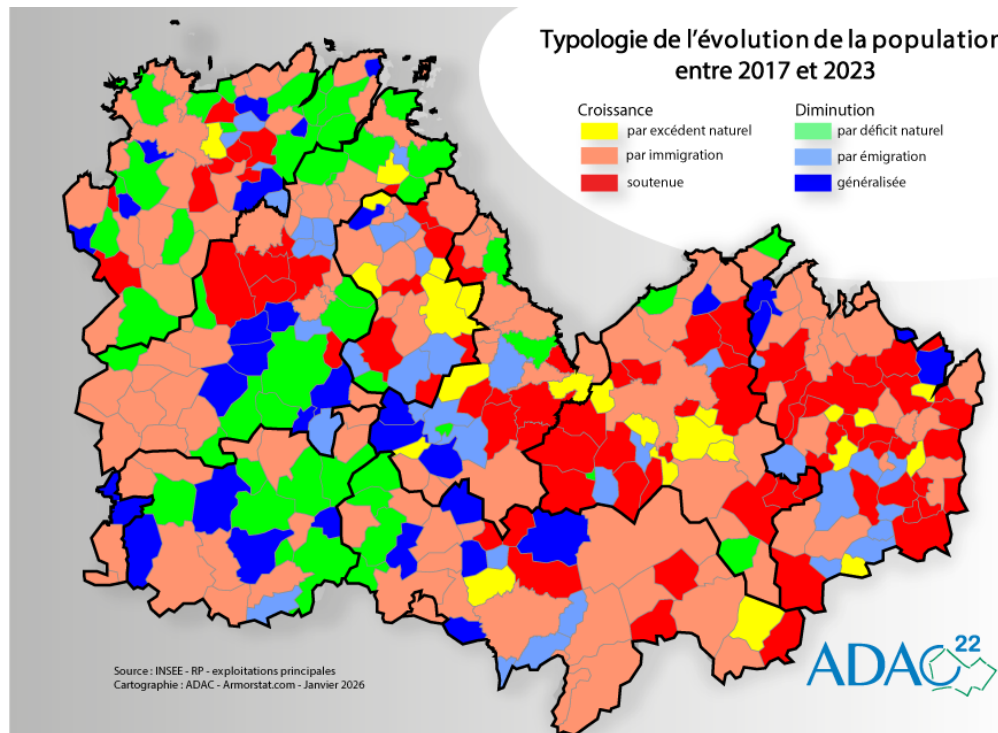 Typologie de l'évolution de la population
entre 2017 et 2023
Croissance
par excédent naturel
par immigration
soutenue
Diminution
par déficit naturel
par émigration
généralisée
Source : INSEE - RP - exploitations principales
Cartographie : ADAC - Armorstat.com - Janvier 2026
ADAC 22